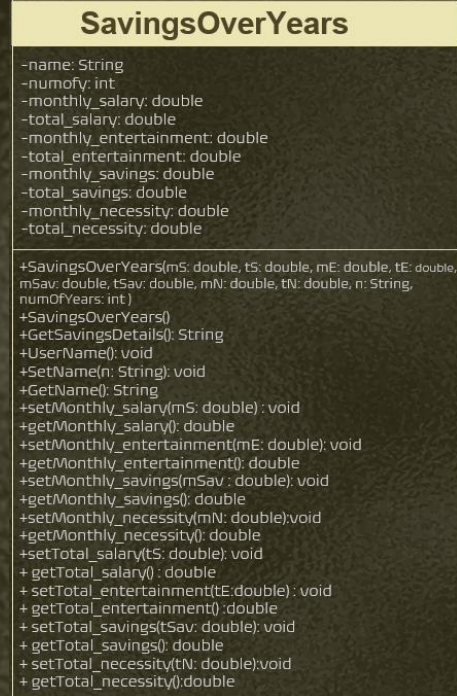 SavingsOverYears
-name: String
-numofy: int
-monthly_salary: double
-total_salary: double
-monthly_entertainment: double
-total_entertainment: double
-monthly_savings: double
-total_savings: double
-monthly_necessity: double
-total_necessity: double
+SavingsOverYears(mS: double, tS: double, mE: double, tE: double,
mSav: double, tSav: double, mN: double, tN: double, n: String,
numOfYears: int )
+SavingsOverYears()
+GetSavingsDetails(): String
+UserName(): void
+SetName(n: String): void
+GetName(): String
+setMonthly_salary(mS: double) : void
+getMonthly_salary(): double
+setMonthly_entertainment(mE: double): void
+getMonthly_entertainment(): double
+setMonthly_savings(mSav : double): void
+getMonthly_savings(): double
+setMonthly_necessity(mN: double):void
+getMonthly_necessity(): double
+setTotal_salary(tS: double): void
+ getTotal_salary() : double
+ setTotal_entertainment(tE:double) : void
+ getTotal_entertainment() :double
+ setTotal_savings(tSav: double): void
+ getTotal_savings(): double
+ setTotal_necessity(tN: double):void
+ getTotal_necessity():double